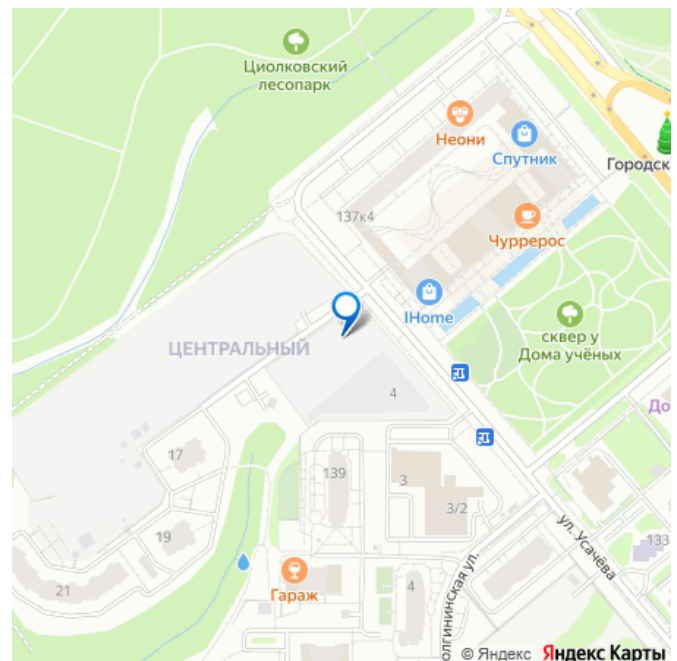 Циолковский
лесопарк
Неони
Спутник
Городск
137к4
Чуррерос
IHome
сквер у
Дома учёных
ЦЕНТРАЛЬНЫЙ
4
До
17
139
3
3/2
19
ул. Усачёва
133
21
Гараж
4
олгининская ул.
© Яндекс Яндекс Карты